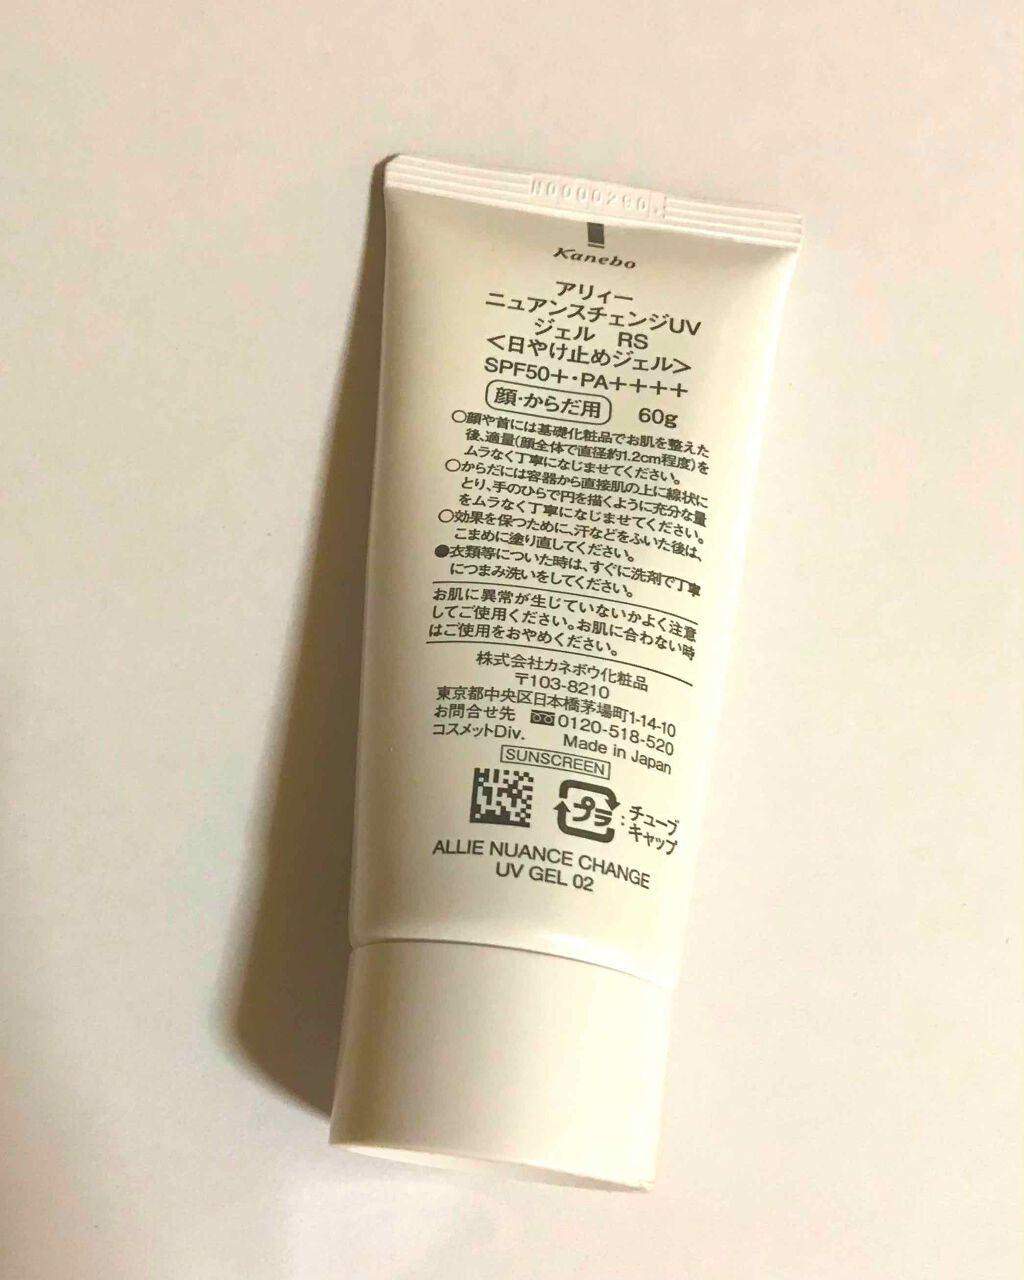 Kanebo
アリィー
ニュアンスチェンジUV
ジェル RS
<日やけ止めジェル>
SPF50+・PA++++
顔・からだ用 60g
○顔や首には基礎化粧品でお肌を整えた
後、適量(顔全体で直径約1.2cm程度)を
ムラなく丁寧になじませてください。
○からだには容器から直接肌の上に線状に
とり、手のひらで円を描くように充分な量
をムラなく丁寧になじませてください。
○効果を保つために、汗などをふいた後は、
こまめに塗り直してください。
●衣類等についた時は、すぐに洗剤で丁寧
につまみ洗いをしてください。
お肌に異常が生じていないかよく注意
してご使用ください。お肌に合わない時
はご使用をおやめください。
株式会社カネボウ化粧品
〒103-8210
東京都中央区日本橋茅場町1-14-10
お問合せ先 0120-518-520
コスメットDiv. Made in Japan
SUNSCREEN
プラ : チューブ
キャップ
ALLIE NUANCE CHANGE
UV GEL 02